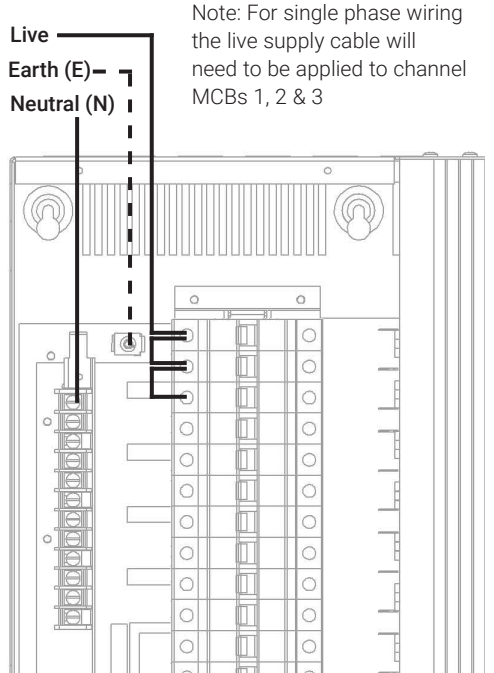 Note: For single phase wiring
the live supply cable will
need to be applied to channel
MCBs 1, 2 & 3
Live
Earth (E)
Neutral (N)